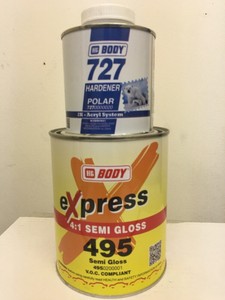 HB BODY
727
HARDENER
POLAR
2K-Acryl System
HB BODY
eXpress
4:1 SEMI GLOSS
495
Semi Gloss
V.O.C. COMPLIANT